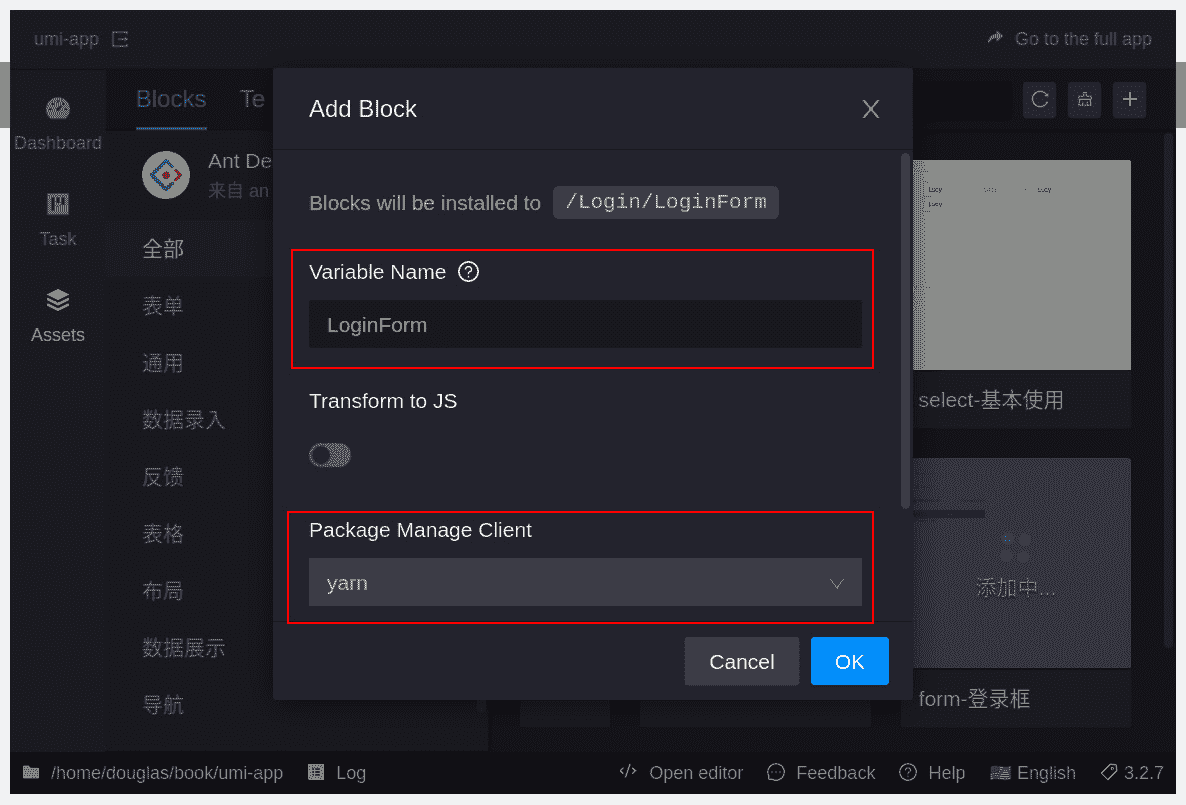 umi-app
Go to the full app
Dashboard
Task
Assets
Blocks
Te
Ant De
来自 an
全部
表单
通用
数据录入
反馈
表格
布局
数据展示
导航
Add Block
Blocks will be installed to /Login/LoginForm
Variable Name ?
LoginForm
Transform to JS
Package Manage Client
yarn
Cancel
OK
select-基本使用
添加中...
form-登录框
/home/douglas/book/umi-app
Log
Open editor
Feedback
Help
English
3.2.7